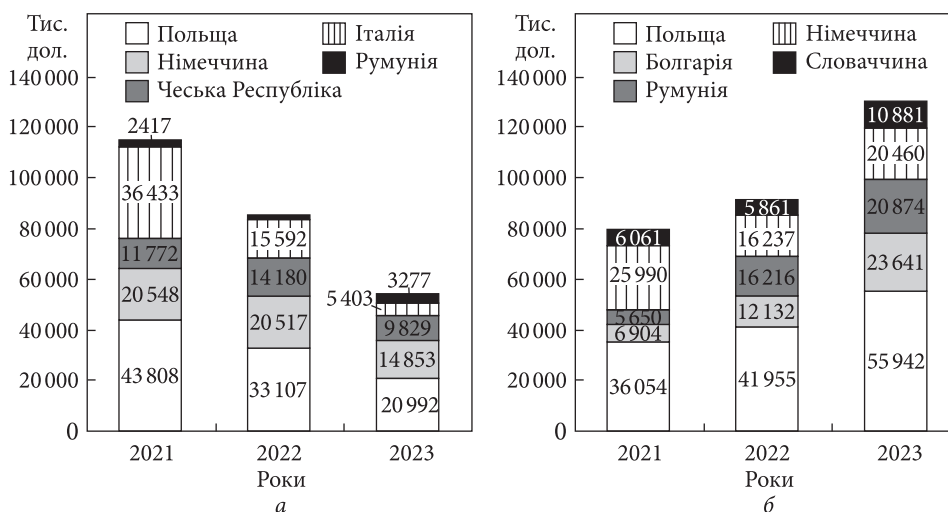 Тис.
дол.
140 000
120 000
100 000
80 000
60 000
40 000
20 000
0
Польща
Німеччина
Чеська Республіка
Італія
Румунія
2417
36 433
11 772
20 548
43 808
15 592
14 180
20 517
33 107
3277
5 403
9 829
14 853
20 992
2021 2022 2023
Роки
а
Тис.
дол.
140 000
120 000
100 000
80 000
60 000
40 000
20 000
0
Польща
Болгарія
Румунія
Німеччина
Словаччина
6 061
25 990
5 650
6 904
36 054
5 861
16 237
16 216
12 132
41 955
10 881
20 460
20 874
23 641
55 942
2021 2022 2023
Роки
б